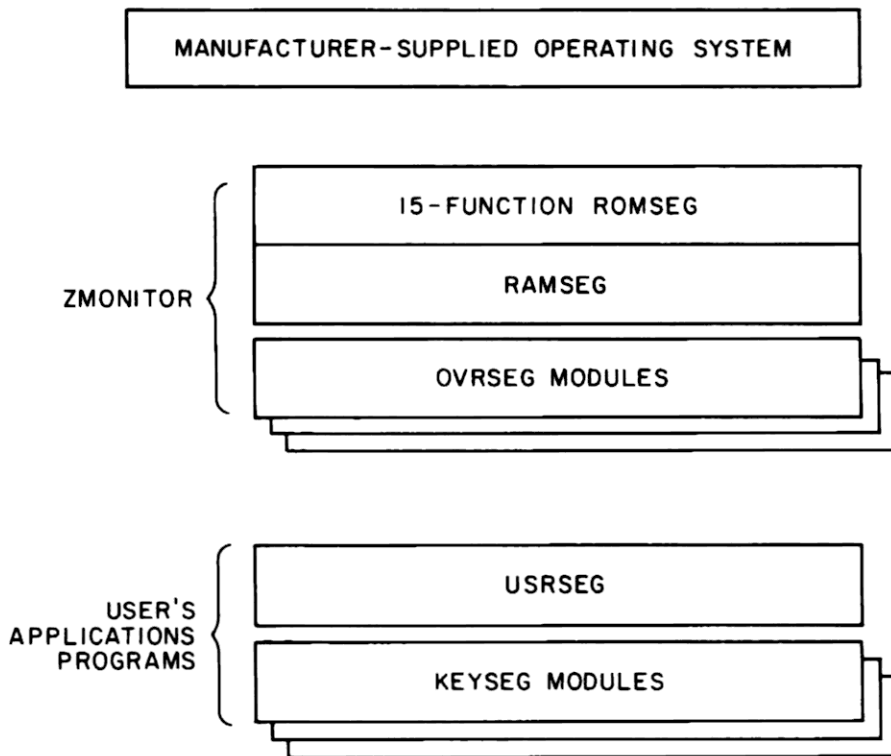 MANUFACTURER-SUPPLIED OPERATING SYSTEM
15-FUNCTION ROMSEG
ZMONITOR
RAMSEG
OVRSEG MODULES
USER'S
APPLICATIONS
PROGRAMS
USRSEG
KEYSEG MODULES